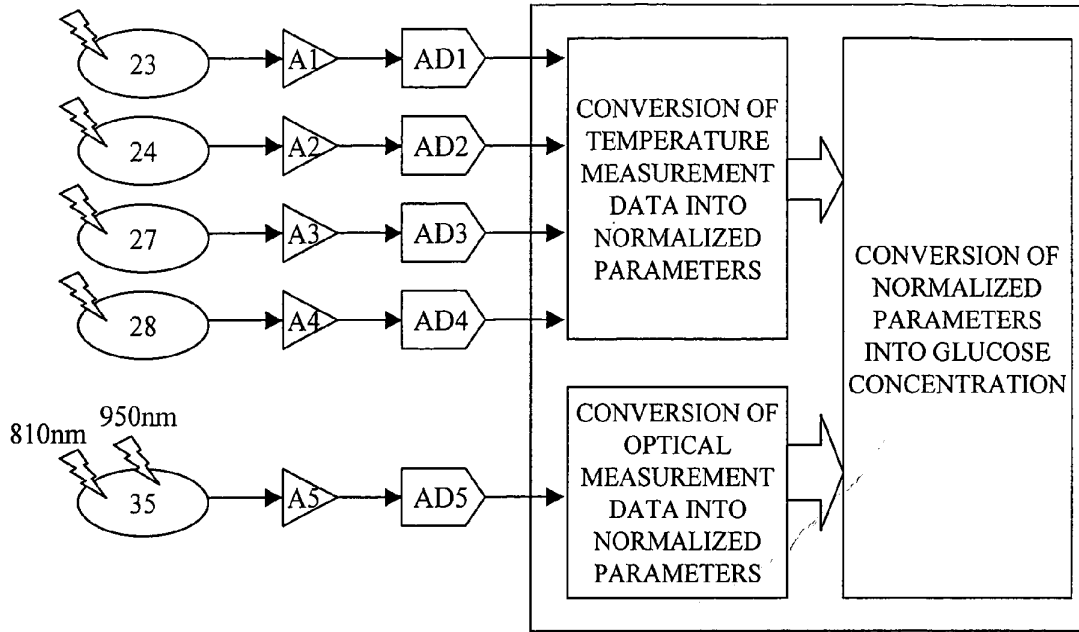 23 A1 AD1
24 A2 AD2
27 A3 AD3
28 A4 AD4
CONVERSION OF
TEMPERATURE
MEASUREMENT
DATA INTO
NORMALIZED
PARAMETERS
810nm 950nm
35 A5 AD5
CONVERSION OF
OPTICAL
MEASUREMENT
DATA INTO
NORMALIZED
PARAMETERS
CONVERSION OF
NORMALIZED
PARAMETERS
INTO GLUCOSE
CONCENTRATION